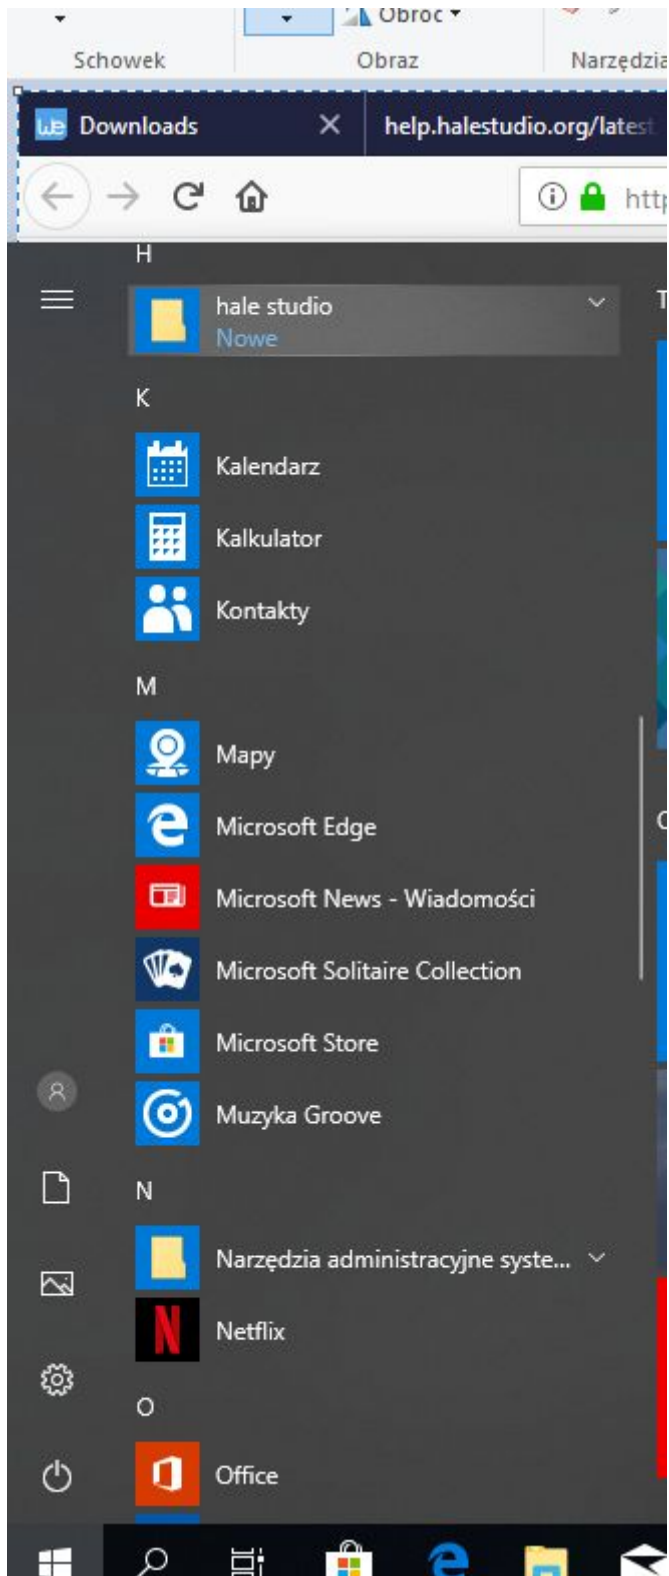 Obróć
Schowek
Obraz
Narzędzia
Downloads
help.halestudio.org/latest
http
H
hale studio
Nowe
K
Kalendarz
Kalkulator
Kontakty
M
Mapy
Microsoft Edge
Microsoft News - Wiadomości
Microsoft Solitaire Collection
Microsoft Store
Muzyka Groove
N
Narzędzia administracyjne syste...
Netflix
O
Office